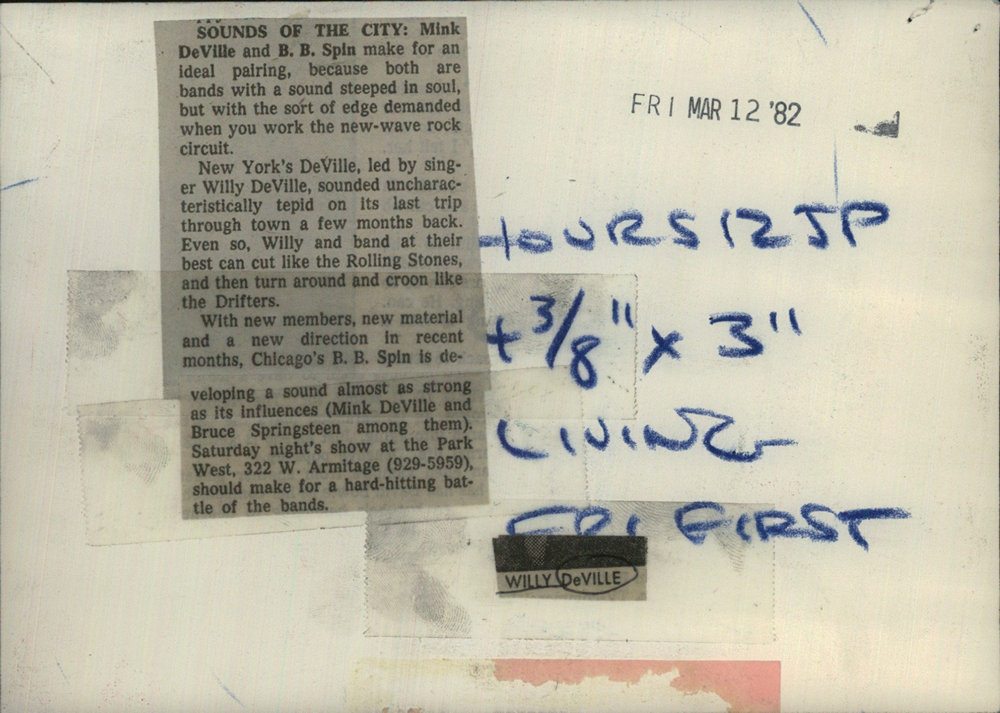 SOUNDS OF THE CITY: Mink
DeVille and B. B. Spin make for an
ideal pairing, because both are
bands with a sound steeped in soul,
but with the sort of edge demanded
when you work the new-wave rock
circuit.
New York's DeVille, led by sing-
er Willy DeVille, sounded uncharac-
teristically tepid on its last trip
through town a few months back.
Even so, Willy and band at their
best can cut like the Rolling Stones,
and then turn around and croon like
the Drifters.
With new members, new material
and a new direction in recent
months, Chicago's B. B. Spin is de-
veloping a sound almost as strong
as its influences (Mink DeVille and
Bruce Springsteen among them).
Saturday night's show at the Park
West, 322 W. Armitage (929-5959),
should make for a hard-hitting bat-
tle of the bands.
FRI MAR 12 '82
HOURS 12 JP
4 3/8" x 3"
LIVING
FRI FIRST
WILLY DeVILLE